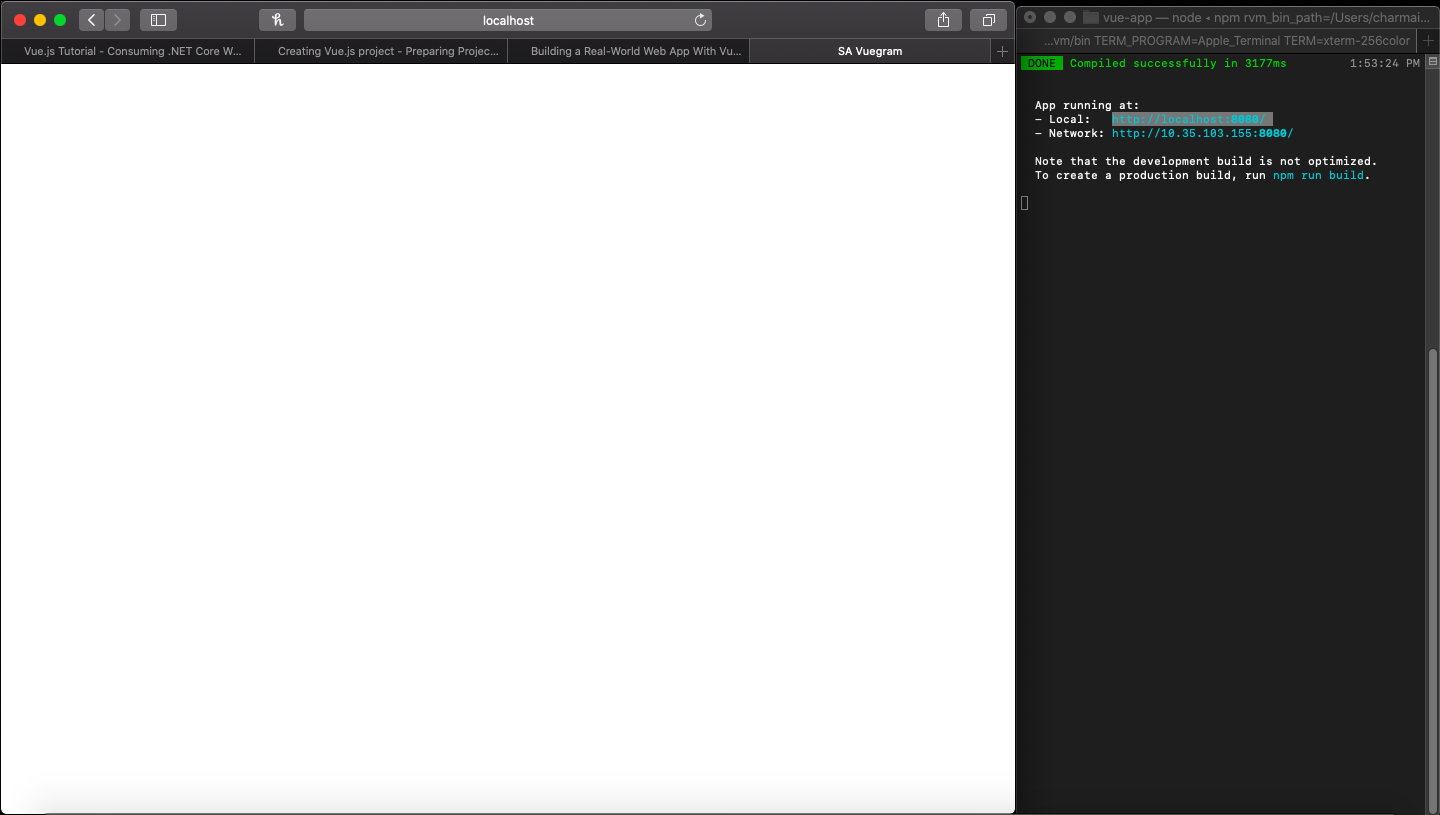 localhost
Vue.js Tutorial - Consuming .NET Core W...
Creating Vue.js project - Preparing Projec...
Building a Real-World Web App With Vu...
SA Vuegram
vue-app — node ◂ npm rvm_bin_path=/Users/charmai...
...vm/bin TERM_PROGRAM=Apple_Terminal TERM=xterm-256color
DONE Compiled successfully in 3177ms 1:53:24 PM
App running at:
- Local: http://localhost:8080/
- Network: http://10.35.103.155:8080/
Note that the development build is not optimized.
To create a production build, run npm run build.